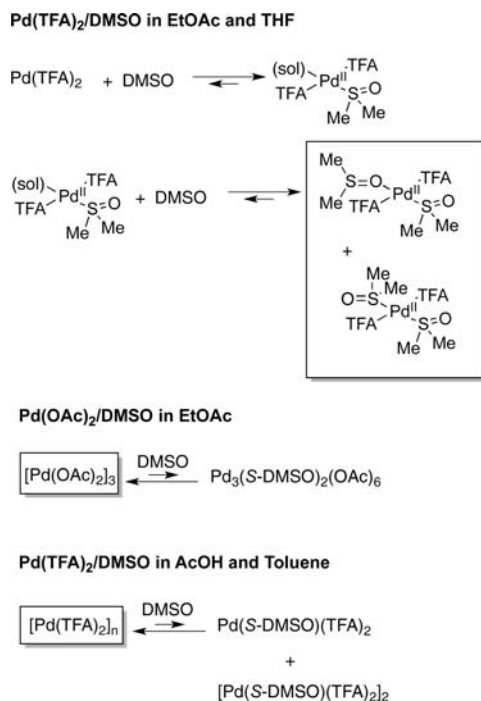 Pd(TFA)₂/DMSO in EtOAc and THF
Pd(TFA)₂ + DMSO
(sol) Pd^II TFA
TFA S=O
Me Me
(sol) Pd^II TFA
TFA S=O
Me Me
+ DMSO
Me
S=O Pd^II TFA
Me TFA S=O
Me Me
+
Me
O=S Me
Pd^II TFA
TFA S=O
Me Me
Pd(OAc)₂/DMSO in EtOAc
DMSO
[Pd(OAc)₂]₃ Pd₃(S-DMSO)₂(OAc)₆
Pd(TFA)₂/DMSO in AcOH and Toluene
DMSO
[Pd(TFA)₂]ₙ Pd(S-DMSO)(TFA)₂
+
[Pd(S-DMSO)(TFA)₂]₂